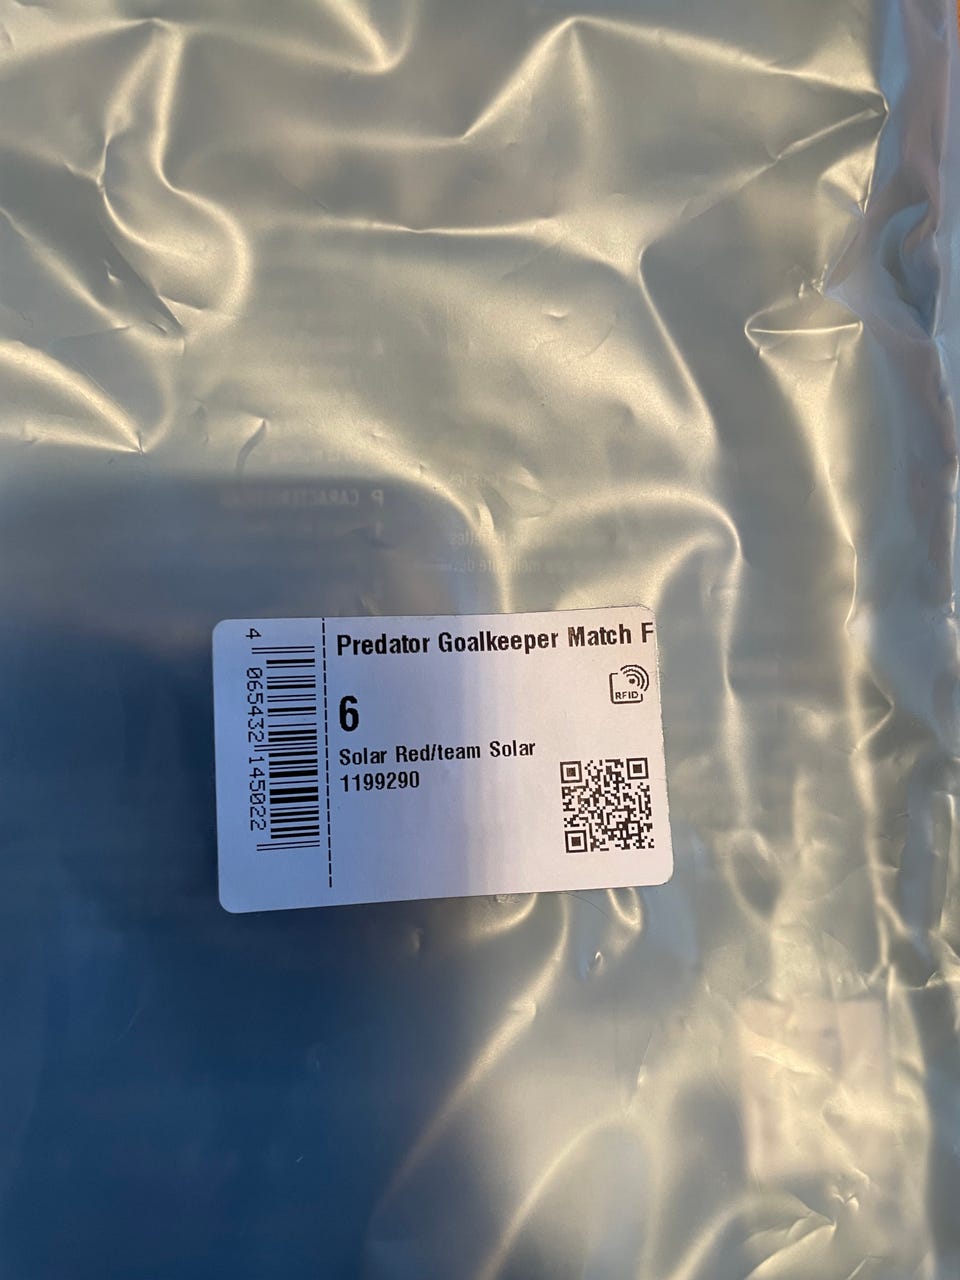 Predator Goalkeeper Match F
RFID
6
Solar Red/team Solar
1199290
4 065432 145022